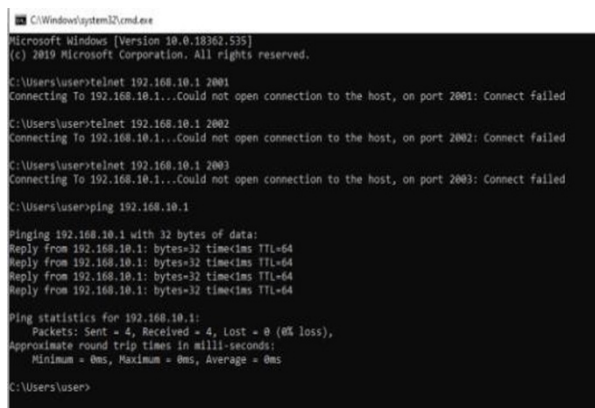 C:\Windows\system32\cmd.exe
Microsoft Windows [Version 10.0.18362.535]
(c) 2019 Microsoft Corporation. All rights reserved.
C:\Users\user>telnet 192.168.10.1 2001
Connecting To 192.168.10.1...Could not open connection to the host, on port 2001: Connect failed
C:\Users\user>telnet 192.168.10.1 2002
Connecting To 192.168.10.1...Could not open connection to the host, on port 2002: Connect failed
C:\Users\user>telnet 192.168.10.1 2003
Connecting To 192.168.10.1...Could not open connection to the host, on port 2003: Connect failed
C:\Users\user>ping 192.168.10.1
Pinging 192.168.10.1 with 32 bytes of data:
Reply from 192.168.10.1: bytes=32 time<1ms TTL=64
Reply from 192.168.10.1: bytes=32 time<1ms TTL=64
Reply from 192.168.10.1: bytes=32 time<1ms TTL=64
Reply from 192.168.10.1: bytes=32 time<1ms TTL=64
Ping statistics for 192.168.10.1:
Packets: Sent = 4, Received = 4, Lost = 0 (0% loss),
Approximate round trip times in milli-seconds:
Minimum = 0ms, Maximum = 0ms, Average = 0ms
C:\Users\user>